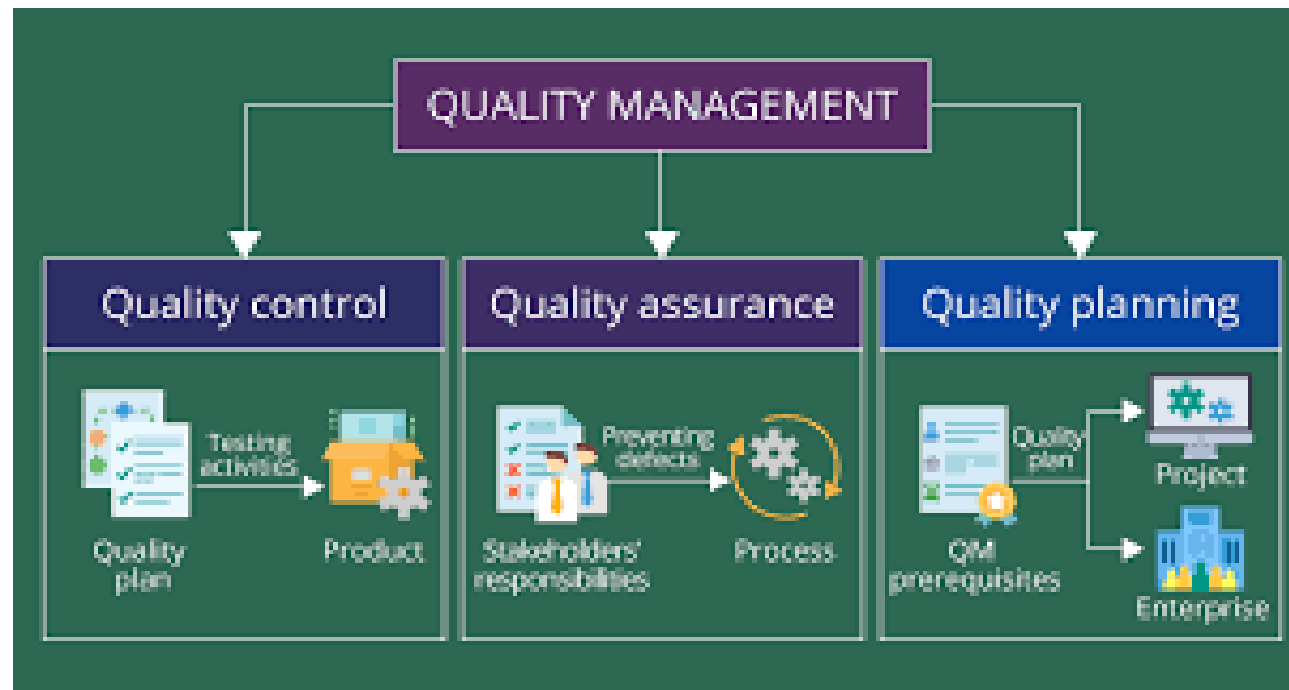 QUALITY MANAGEMENT
Quality control
Testing
activities
Quality
plan
Product
Quality assurance
Preventing
defects
Stakeholders'
responsibilities
Process
Quality planning
Quality
plan
QM
prerequisites
Project
Enterprise